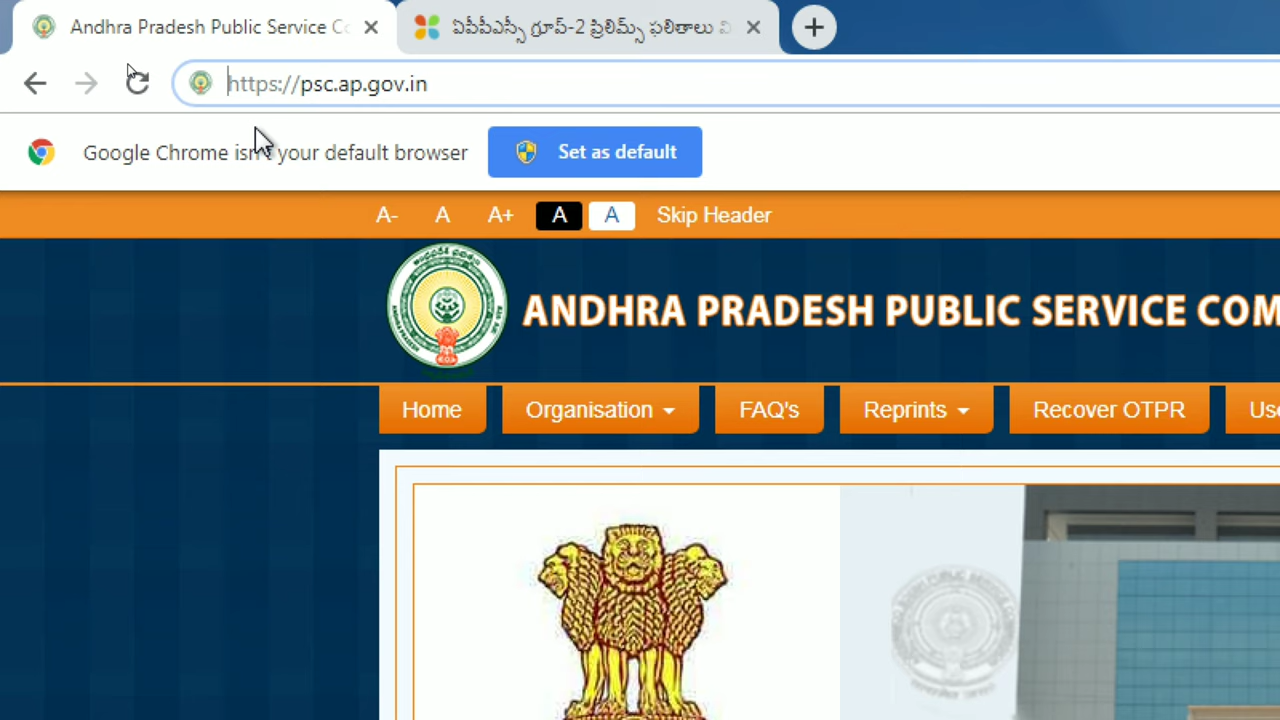 Andhra Pradesh Public Service Co
ఏపీపీఎస్సీ గ్రూప్-2 ప్రిలిమ్స్ ఫలితాలు వి
https://psc.ap.gov.in
Google Chrome isn't your default browser
Set as default
A- A A+ A A Skip Header
ANDHRA PRADESH PUBLIC SERVICE COM
Home Organisation FAQ's Reprints Recover OTPR Use